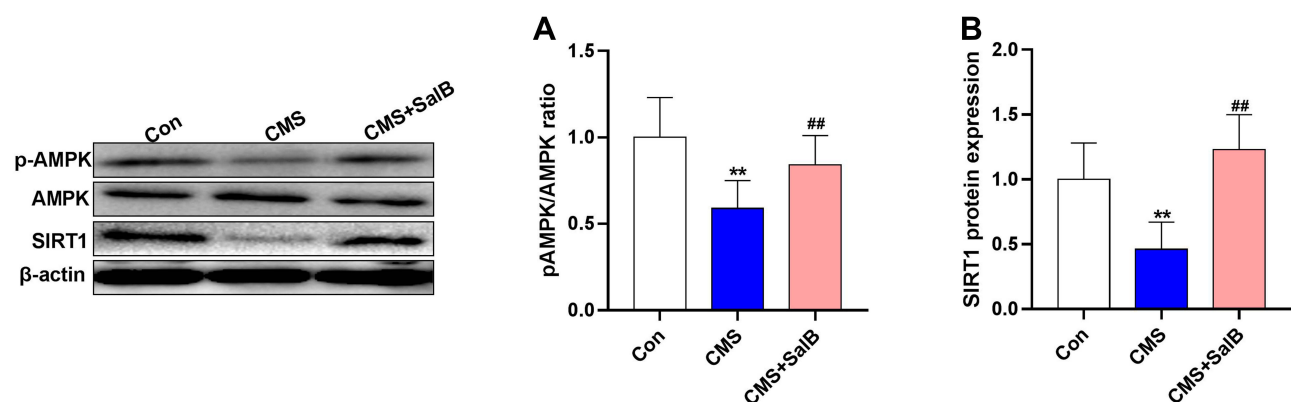 Con CMS CMS+SalB
p-AMPK
AMPK
SIRT1
β-actin
A
pAMPK/AMPK ratio
1.5
1.0
0.5
0.0
**
##
Con CMS CMS+SalB
B
SIRT1 protein expression
2.0
1.5
1.0
0.5
0.0
**
##
Con CMS CMS+SalB